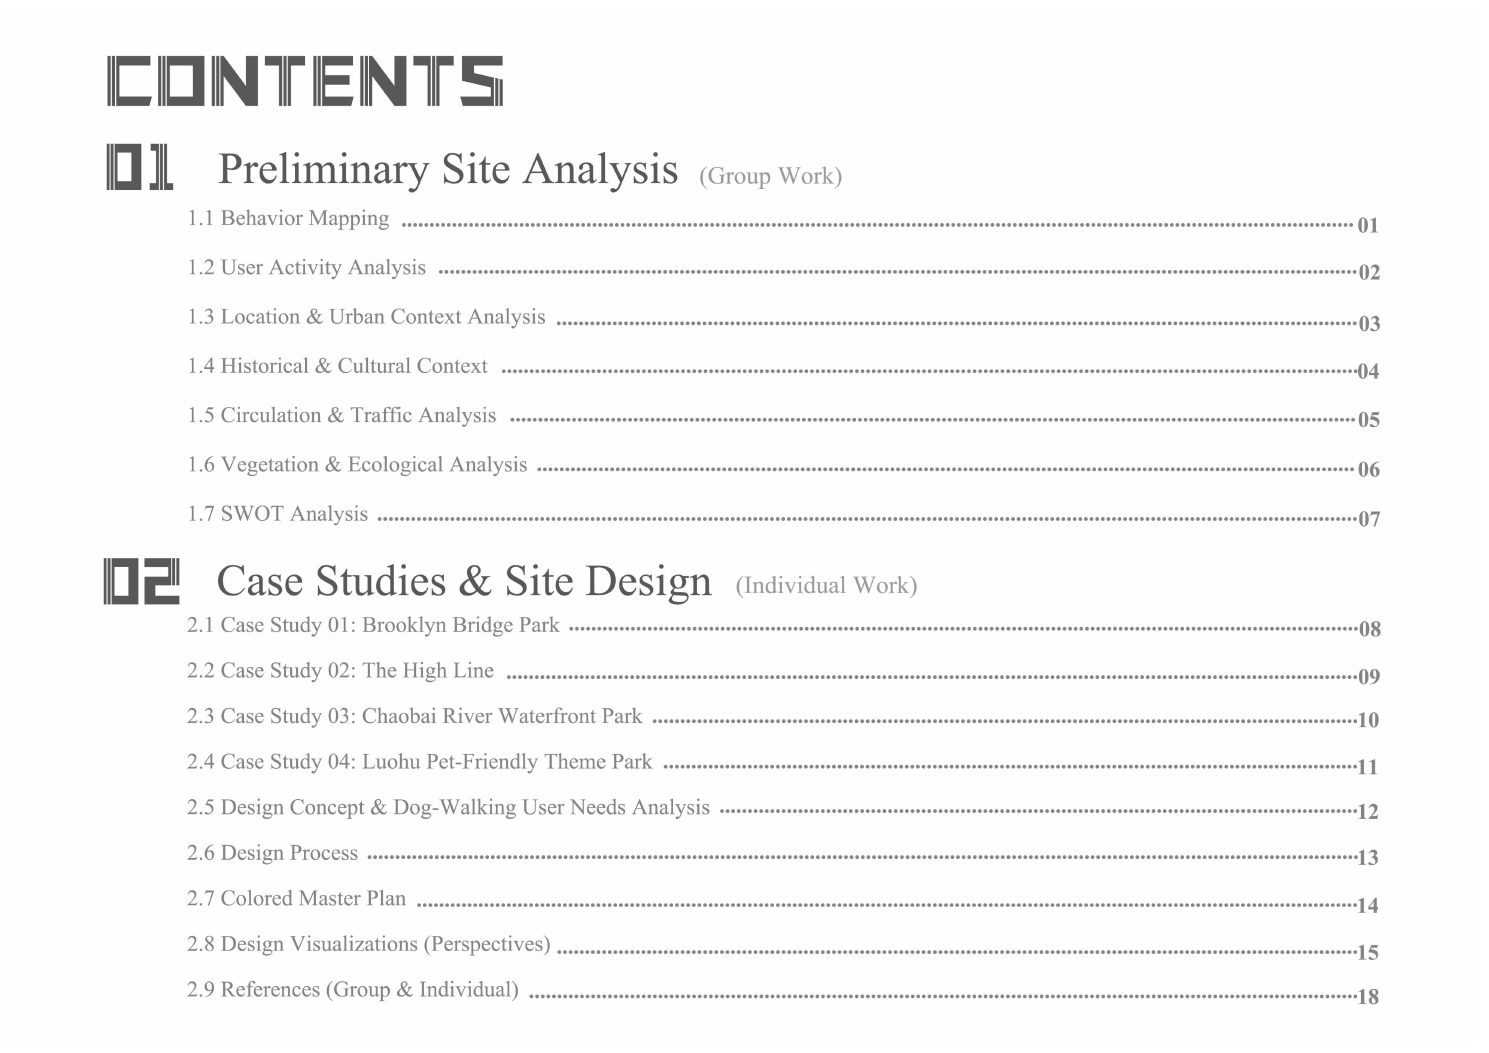 CONTENTS
01 Preliminary Site Analysis (Group Work)
1.1 Behavior Mapping 01
1.2 User Activity Analysis 02
1.3 Location & Urban Context Analysis 03
1.4 Historical & Cultural Context 04
1.5 Circulation & Traffic Analysis 05
1.6 Vegetation & Ecological Analysis 06
1.7 SWOT Analysis 07
02 Case Studies & Site Design (Individual Work)
2.1 Case Study 01: Brooklyn Bridge Park 08
2.2 Case Study 02: The High Line 09
2.3 Case Study 03: Chaobai River Waterfront Park 10
2.4 Case Study 04: Luohu Pet-Friendly Theme Park 11
2.5 Design Concept & Dog-Walking User Needs Analysis 12
2.6 Design Process 13
2.7 Colored Master Plan 14
2.8 Design Visualizations (Perspectives) 15
2.9 References (Group & Individual) 18